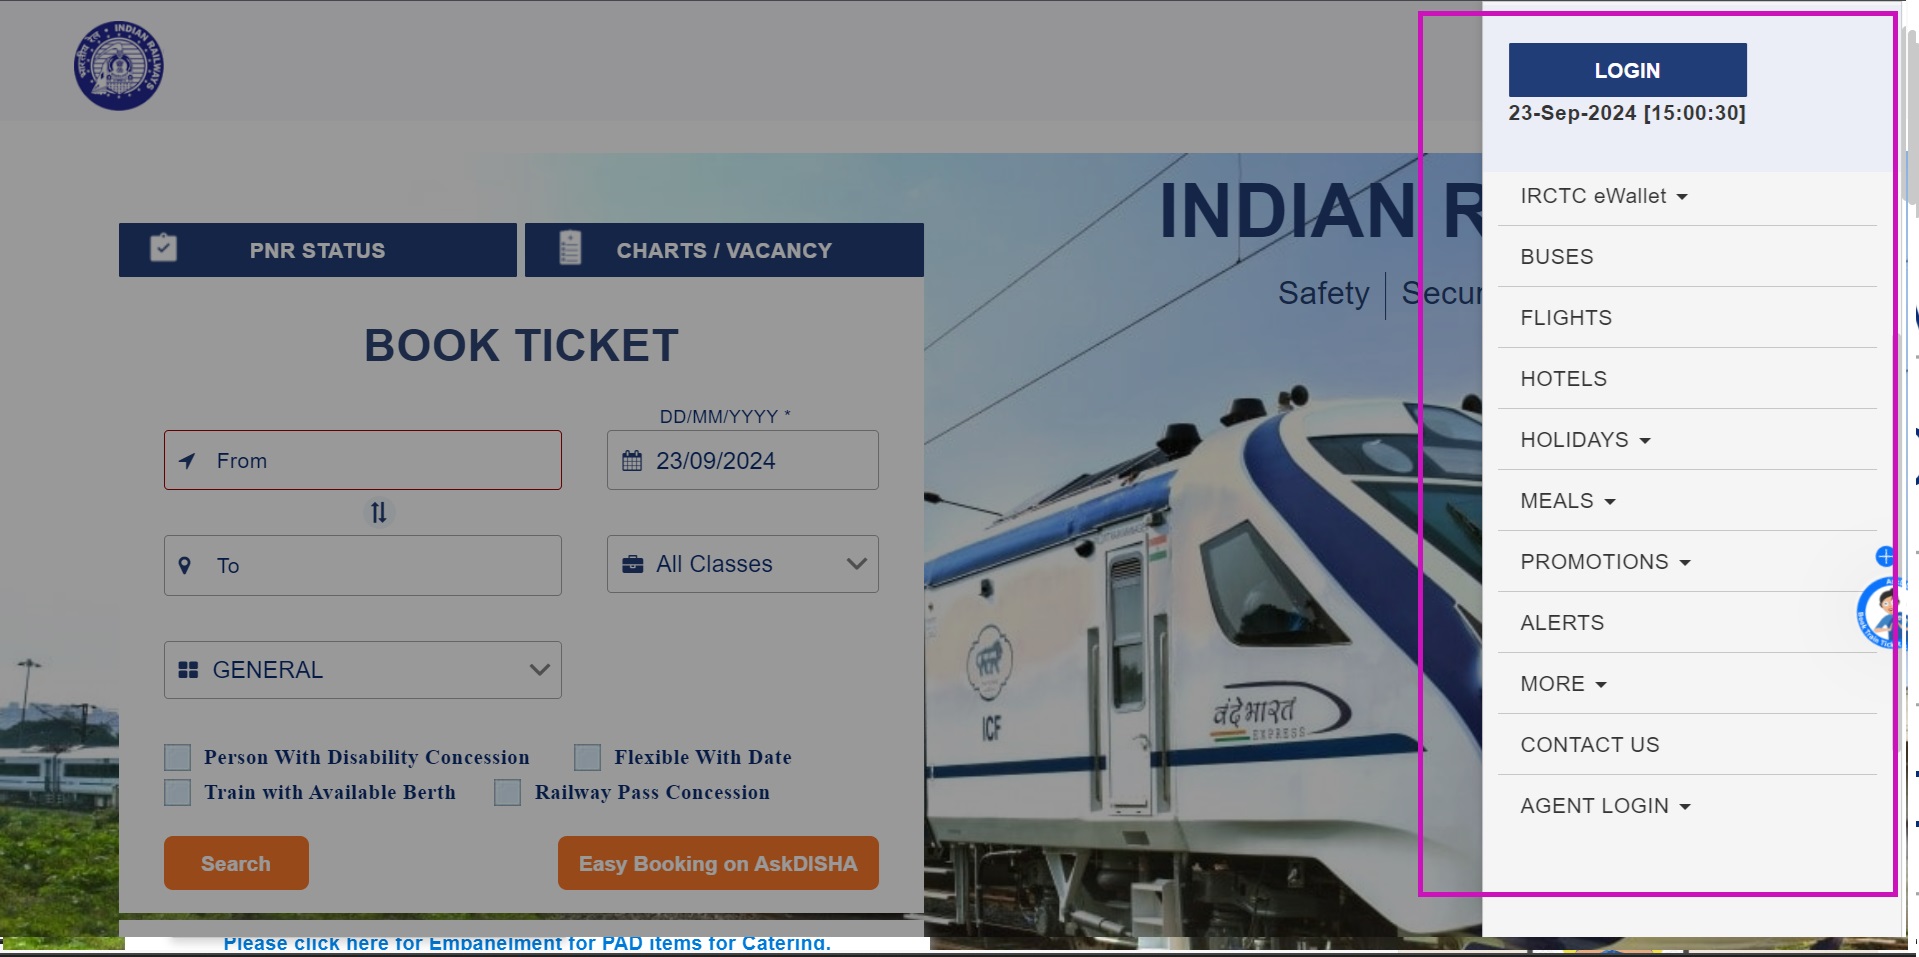 INDIAN RAILWAYS
LOGIN
23-Sep-2024 [15:00:30]
INDIAN R
Safety | Secur
PNR STATUS
CHARTS / VACANCY
BOOK TICKET
DD/MM/YYYY *
From
23/09/2024
To
All Classes
GENERAL
Person With Disability Concession
Flexible With Date
Train with Available Berth
Railway Pass Concession
Search
Easy Booking on AskDISHA
Please click here for Empanelment for PAD items for Catering.
ICF
वंदे भारत
EXPRESS
IRCTC eWallet
BUSES
FLIGHTS
HOTELS
HOLIDAYS
MEALS
PROMOTIONS
ALERTS
MORE
CONTACT US
AGENT LOGIN